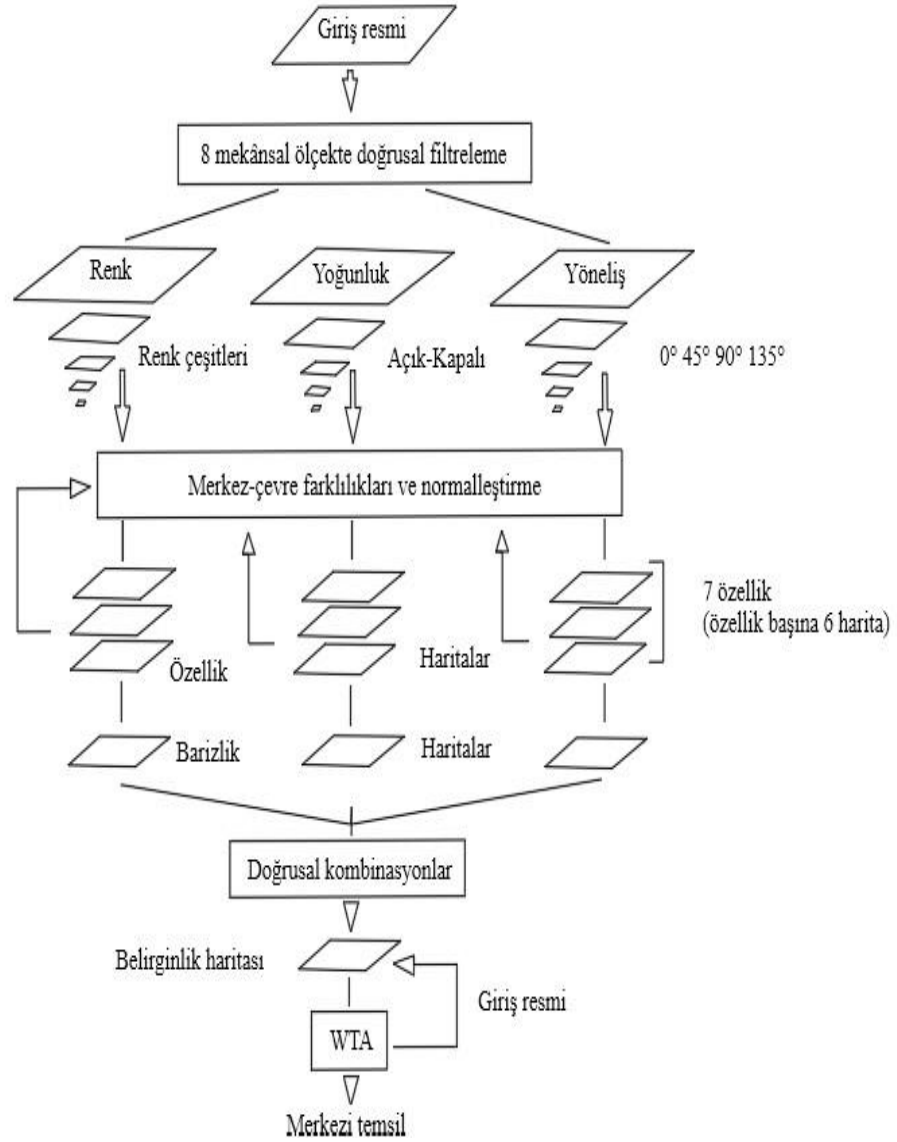 Giriş resmi
8 mekânsal ölçekte doğrusal filtreleme
Renk
Yoğunluk
Yöneliş
Renk çeşitleri
Açık-Kapalı
0° 45° 90° 135°
Merkez-çevre farklılıkları ve normalleştirme
7 özellik
(özellik başına 6 harita)
Özellik
Haritalar
Barizlik
Haritalar
Doğrusal kombinasyonlar
Belirginlik haritası
Giriş resmi
WTA
Merkezi temsil